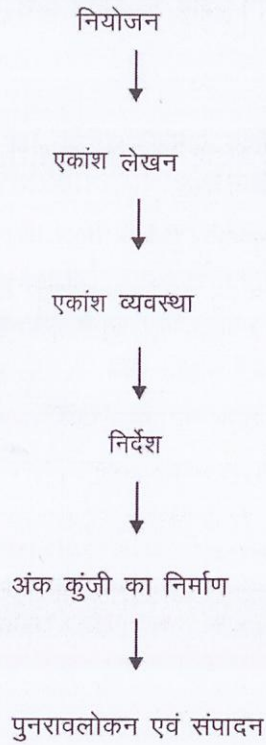 नियोजन
एकांश लेखन
एकांश व्यवस्था
निर्देश
अंक कुंजी का निर्माण
पुनरावलोकन एवं संपादन